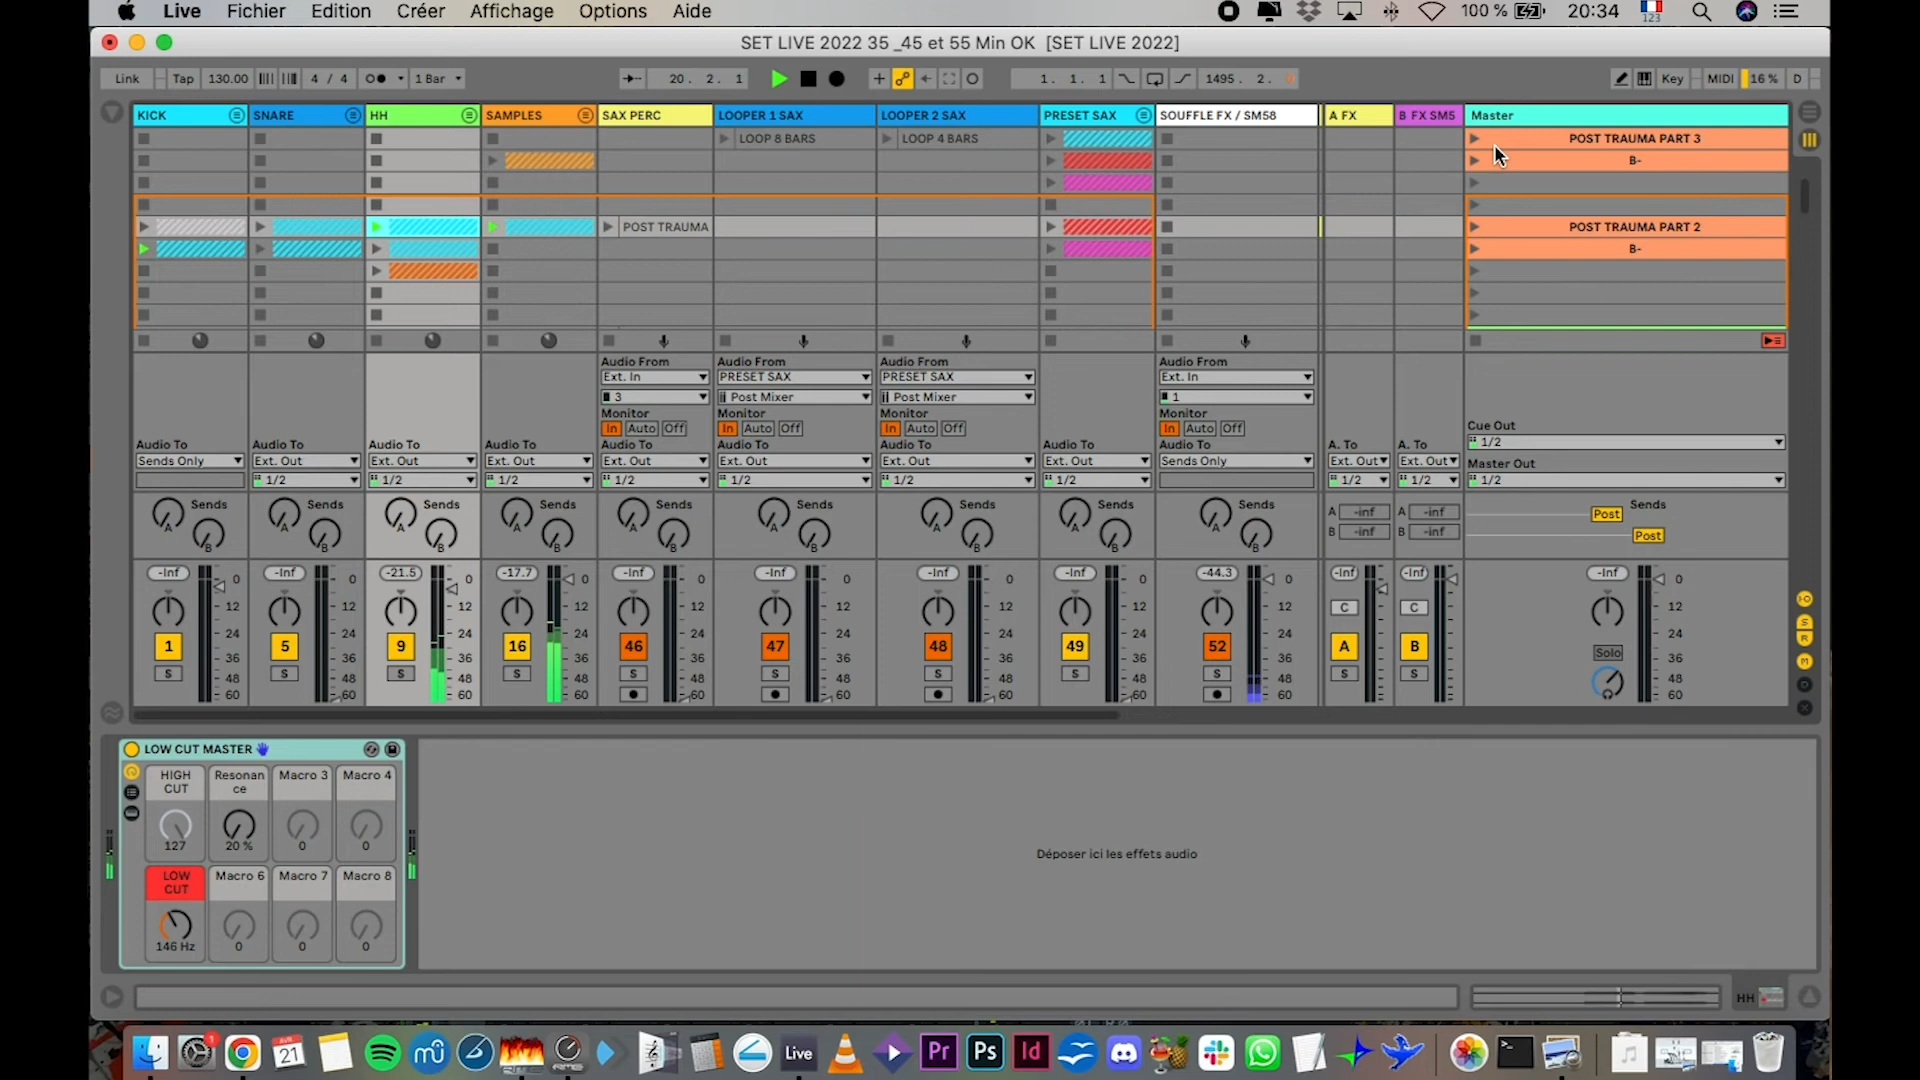 Live Fichier Edition Créer Affichage Options Aide 100 % 20:34 123
SET LIVE 2022 35 _45 et 55 Min OK [SET LIVE 2022]
Link Tap 130.00 4 / 4 1 Bar 20. 2. 1 1. 1. 1 1495. 2. 0 Key MIDI 16 % D
KICK SNARE HH SAMPLES SAX PERC LOOPER 1 SAX LOOPER 2 SAX PRESET SAX SOUFFLE FX / SM58 A FX B FX SM5 Master
LOOP 8 BARS LOOP 4 BARS POST TRAUMA PART 3
B-
POST TRAUMA POST TRAUMA PART 2
B-
Audio From Audio From Audio From Audio From
Ext. In PRESET SAX PRESET SAX Ext. In
3 Post Mixer Post Mixer 1
Monitor Monitor Monitor Monitor
In Auto Off In Auto Off In Auto Off In Auto Off Cue Out
Audio To Audio To Audio To Audio To Audio To Audio To Audio To Audio To Audio To A. To A. To 1/2
Sends Only Ext. Out Ext. Out Ext. Out Ext. Out Ext. Out Ext. Out Ext. Out Sends Only Ext. Out Ext. Out Master Out
1/2 1/2 1/2 1/2 1/2 1/2 1/2 1/2 1/2 1/2
Sends Sends Sends Sends Sends Sends Sends Sends Sends A -inf A -inf Sends
A A A A A A A A A Post
B B B B B B B B B B -inf B -inf Post
-Inf -Inf -21.5 -17.7 -Inf -Inf -Inf -Inf -44.3 -Inf -Inf -Inf
0 0 0 0 0 0 0 0 0 0
12 12 12 12 12 12 12 12 12 C C 12
24 24 24 24 24 24 24 24 24 24
1 5 9 16 46 47 48 49 52 A B
36 36 36 36 36 36 36 36 36 Solo 36
S S S S S S S S S S S
48 48 48 48 48 48 48 48 48 48
60 60 60 60 60 60 60 60 60 60
LOW CUT MASTER
HIGH CUT Resonance Macro 3 Macro 4
127 20 % 0 0
LOW CUT Macro 6 Macro 7 Macro 8
146 Hz 0 0 0
Déposer ici les effets audio
HH
1 21 Live Pr Ps Id